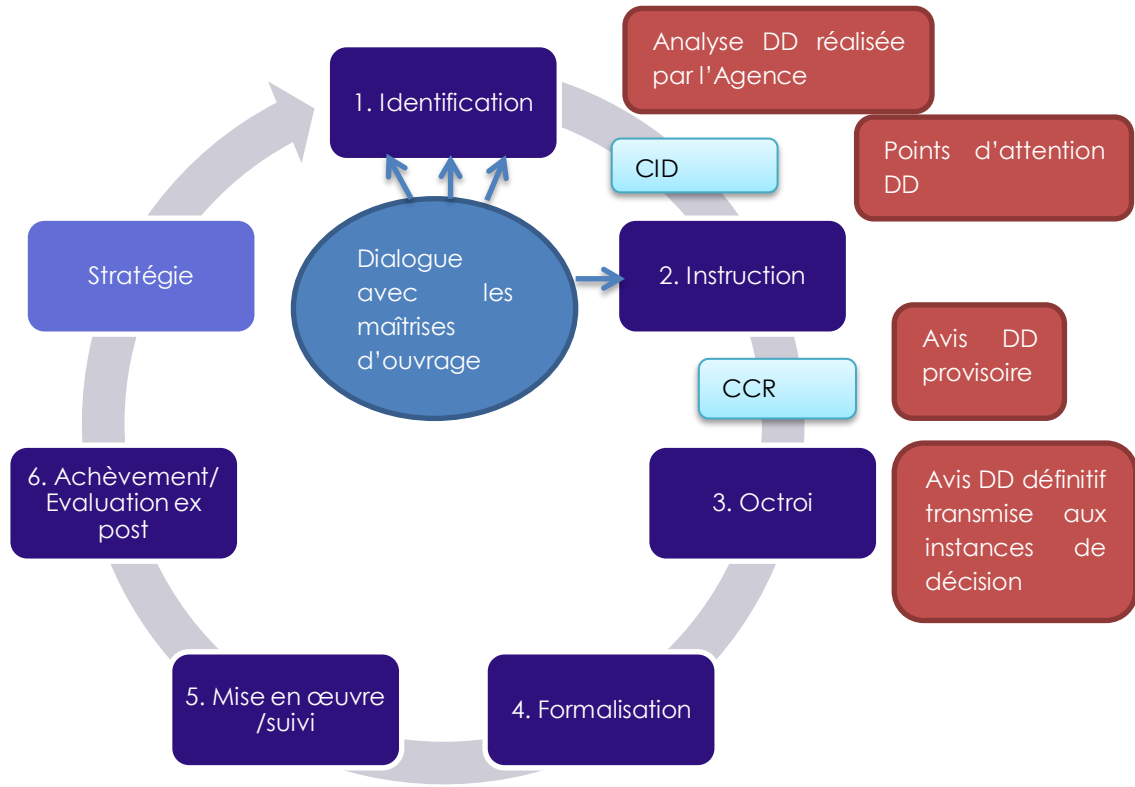 Analyse DD réalisée
par l'Agence
1. Identification
Points d'attention
DD
CID
Dialogue
avec les
maîtrises
d'ouvrage
Stratégie
2. Instruction
Avis DD
provisoire
CCR
6. Achèvement/
Evaluation ex
post
3. Octroi
Avis DD définitif
transmise aux
instances de
décision
5. Mise en œuvre
/suivi
4. Formalisation